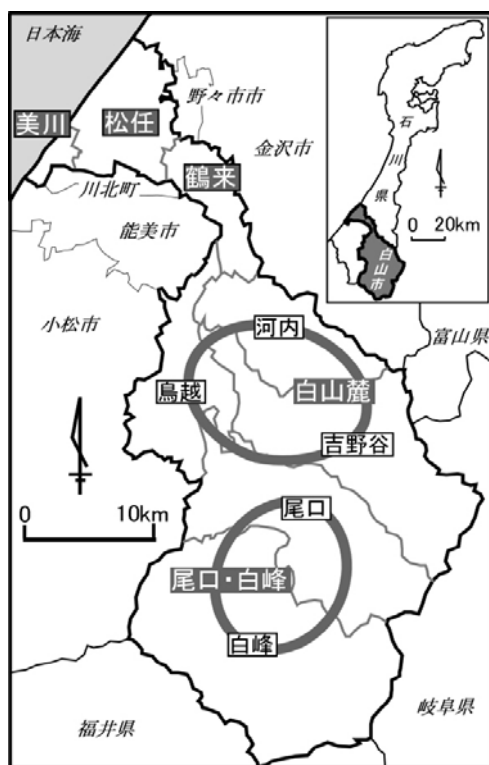 日本海
野々市市
美川
松任
金沢市
鶴来
川北町
能美市
小松市
石
川
県
0 20km
白
山
市
富山県
河内
鳥越
白山麓
吉野谷
0 10km
尾口
尾口・白峰
白峰
福井県
岐阜県